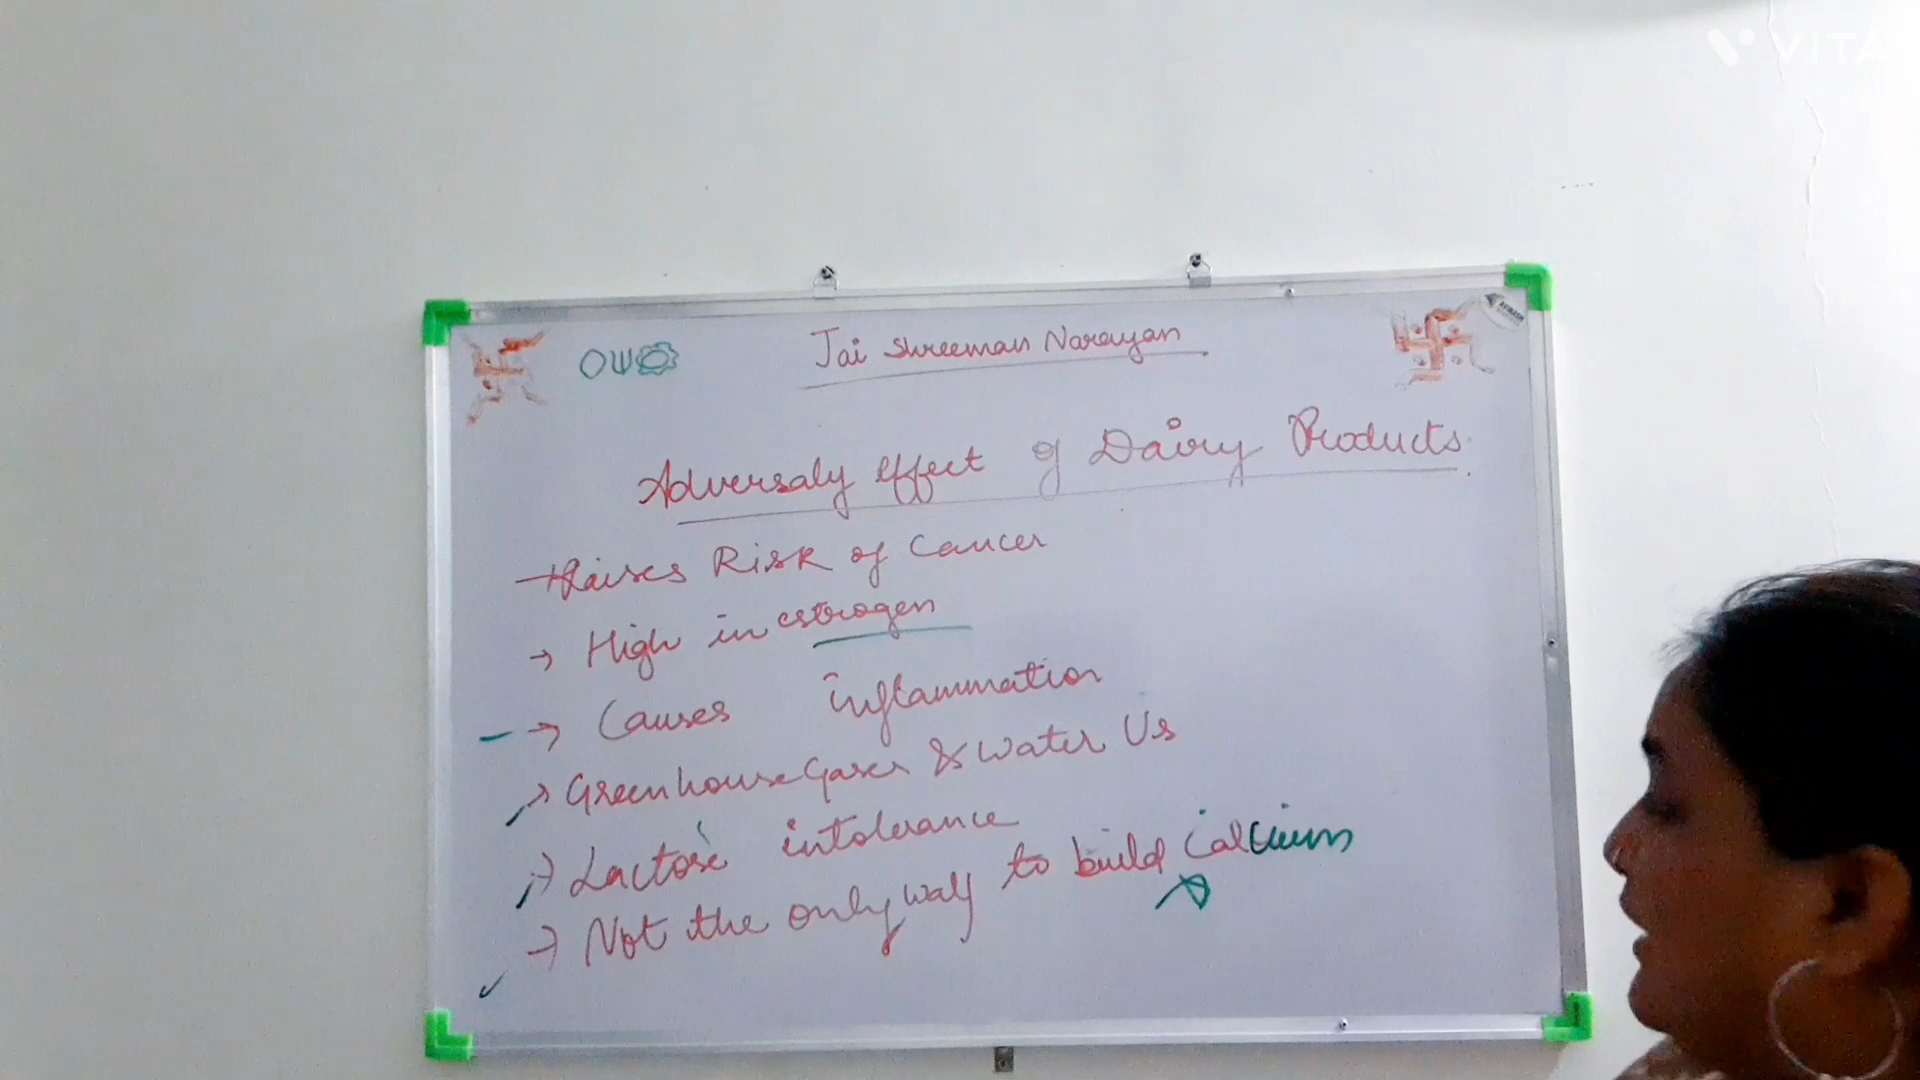 VITA
Jai Shreeman Narayan
Adversaly effect of Dairy Products
→ Raises Risk of Cancer
→ High in estrogen
→ Causes inflammation
→ Greenhouse Gases & Water Us
→ Lactose intolerance
→ Not the only way to build Calcium